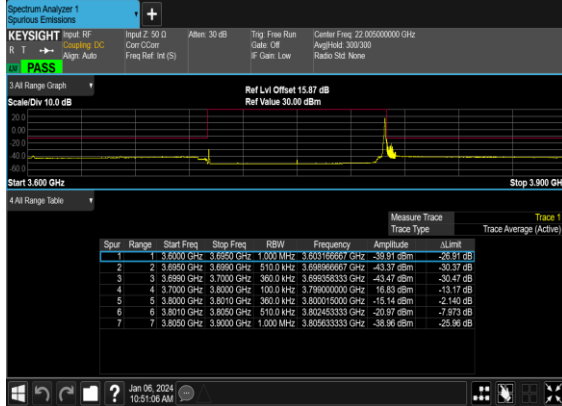 Spectrum Analyzer 1
Spurious Emissions
+
KEYSIGHT Input: RF Input Z: 50 Ω Atten: 30 dB Trig: Free Run Center Freq: 22.005000000 GHz
R T Coupling: DC Corr CCorr Gate: Off Avg|Hold: 300/300
Align: Auto Freq Ref: Int (S) IF Gain: Low Radio Std: None
PASS
3 All Range Graph
Ref Lvl Offset 15.87 dB
Scale/Div 10.0 dB Ref Value 30.00 dBm
20.0
0.00
-20.0
-40.0
-60.0
Start 3.600 GHz Stop 3.900 GH
4 All Range Table
Measure Trace Trace 1
Trace Type Trace Average (Active)
Spur Range Start Freq Stop Freq RBW Frequency Amplitude ΔLimit
1 1 3.6000 GHz 3.6950 GHz 1.000 MHz 3.603166667 GHz -39.91 dBm -26.91 dB
2 2 3.6950 GHz 3.6990 GHz 510.0 kHz 3.698966667 GHz -43.37 dBm -30.37 dB
3 3 3.6990 GHz 3.7000 GHz 360.0 kHz 3.699358333 GHz -43.47 dBm -30.47 dB
4 4 3.7000 GHz 3.8000 GHz 100.0 kHz 3.799000000 GHz 16.83 dBm -13.17 dB
5 5 3.8000 GHz 3.8010 GHz 360.0 kHz 3.800015000 GHz -15.14 dBm -2.140 dB
6 6 3.8010 GHz 3.8050 GHz 510.0 kHz 3.802453333 GHz -20.97 dBm -7.973 dB
7 7 3.8050 GHz 3.9000 GHz 1.000 MHz 3.805633333 GHz -38.96 dBm -25.96 dB
? Jan 06, 2024
10:51:06 AM